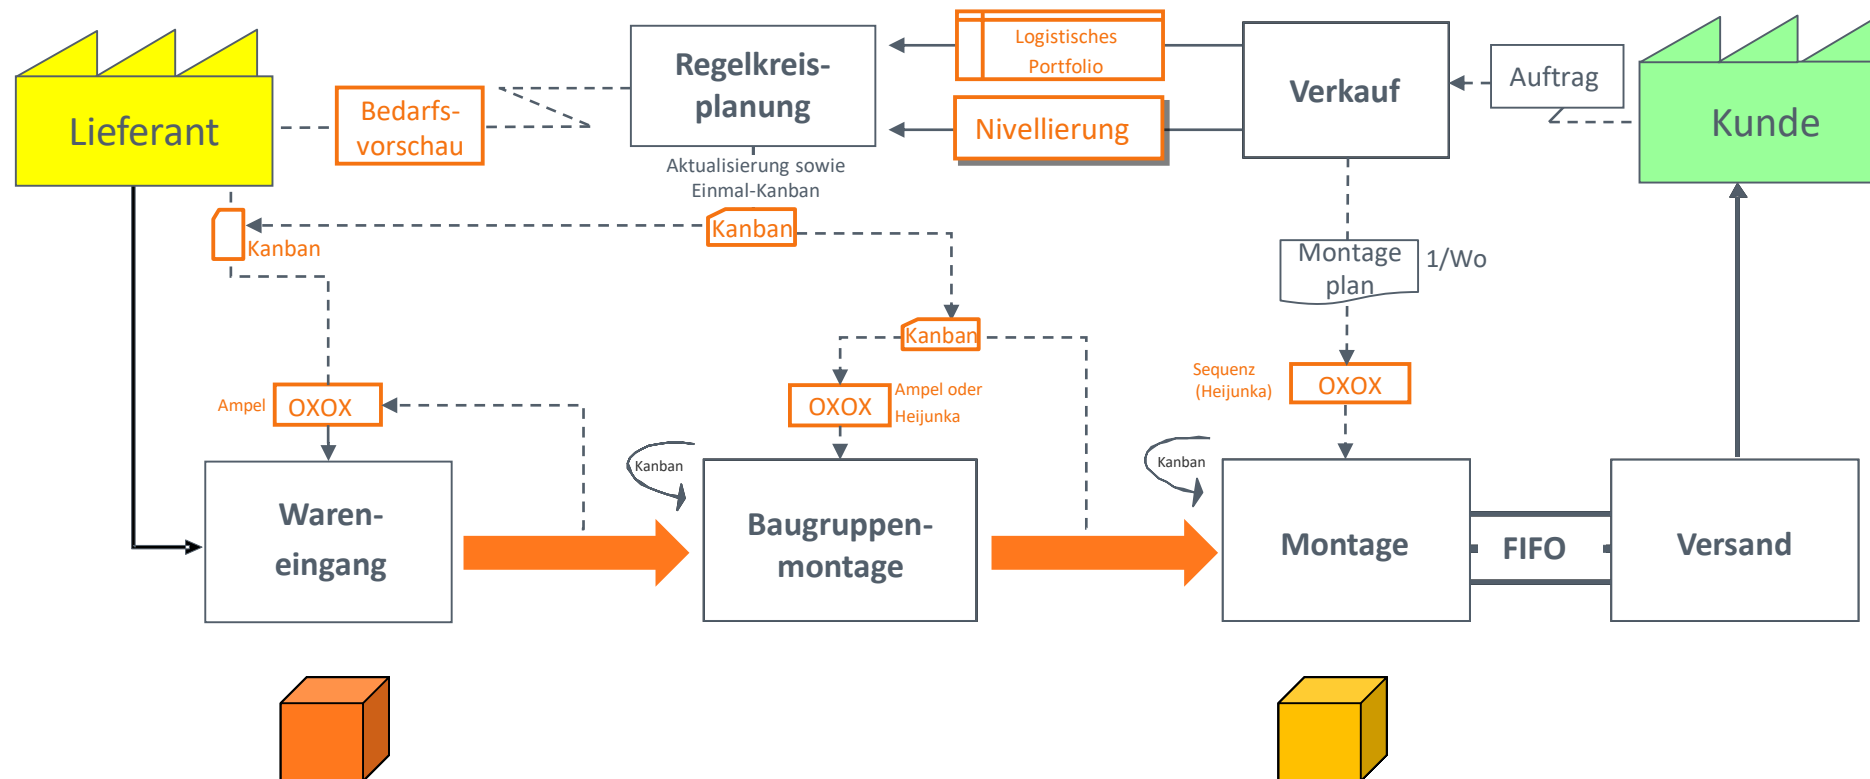 Lieferant
Bedarfs-
vorschau
Regelkreis-
planung
Logistisches
Portfolio
Nivellierung
Verkauf
Auftrag
Kunde
Aktualisierung sowie
Einmal-Kanban
Kanban
Kanban
Kanban
Montage
plan
1/Wo
Ampel
OXOX
OXOX
Ampel oder
Heijunka
Sequenz
(Heijunka)
OXOX
Kanban
Kanban
Waren-
eingang
Baugruppen-
montage
Montage
FIFO
Versand